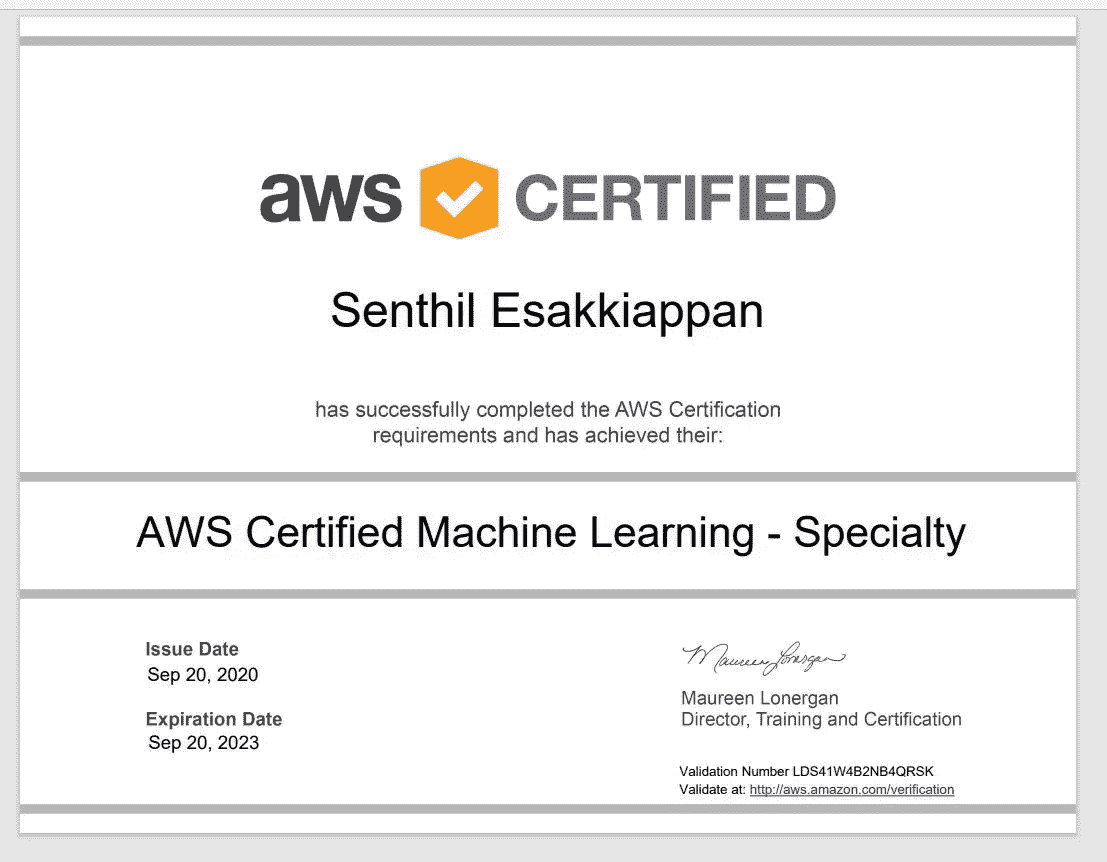 aws CERTIFIED
Senthil Esakkiappan
has successfully completed the AWS Certification
requirements and has achieved their:
AWS Certified Machine Learning - Specialty
Issue Date
Sep 20, 2020
Expiration Date
Sep 20, 2023
Maureen Lonergan
Maureen Lonergan
Director, Training and Certification
Validation Number LDS41W4B2NB4QRSK
Validate at: http://aws.amazon.com/verification